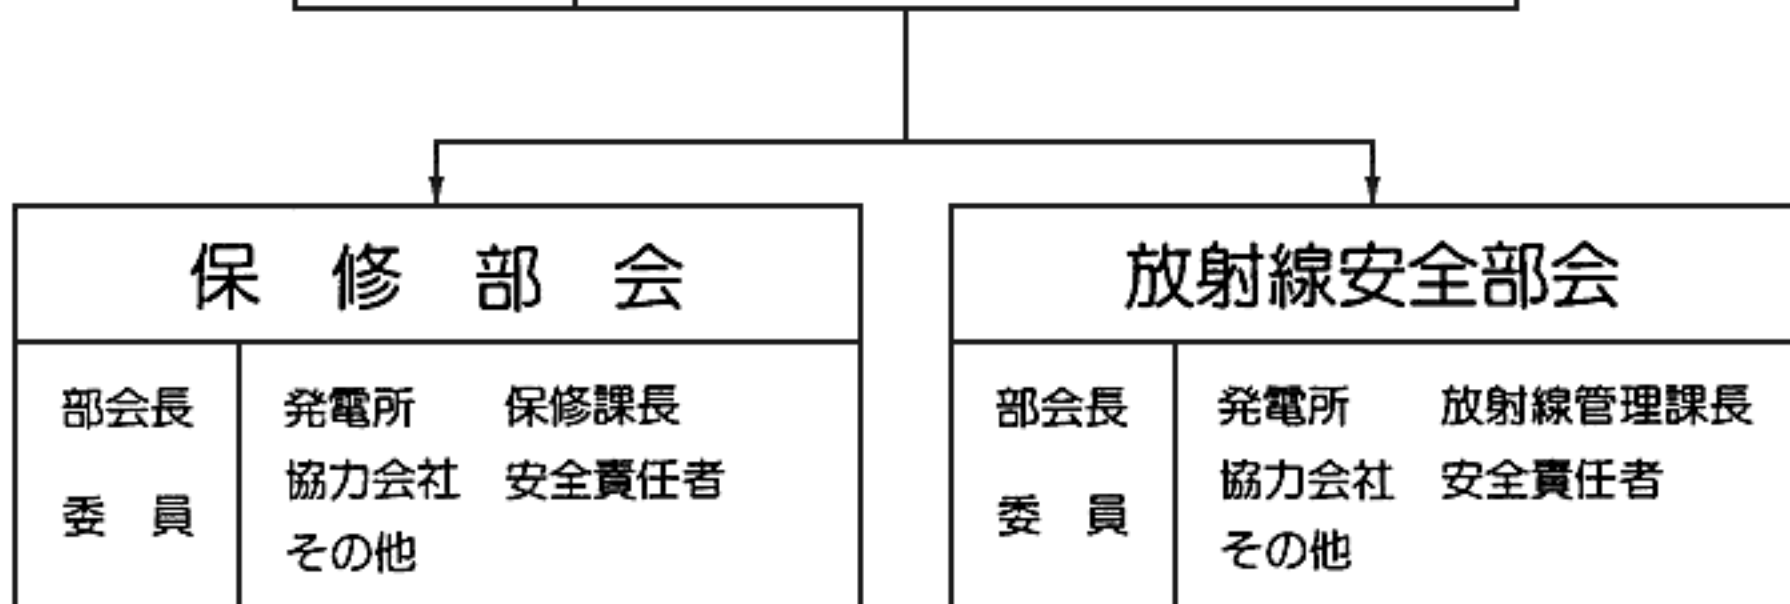 保修部会
部会長 発電所 保修課長
協力会社 安全責任者
委員
その他
放射線安全部会
部会長 発電所 放射線管理課長
協力会社 安全責任者
委員
その他